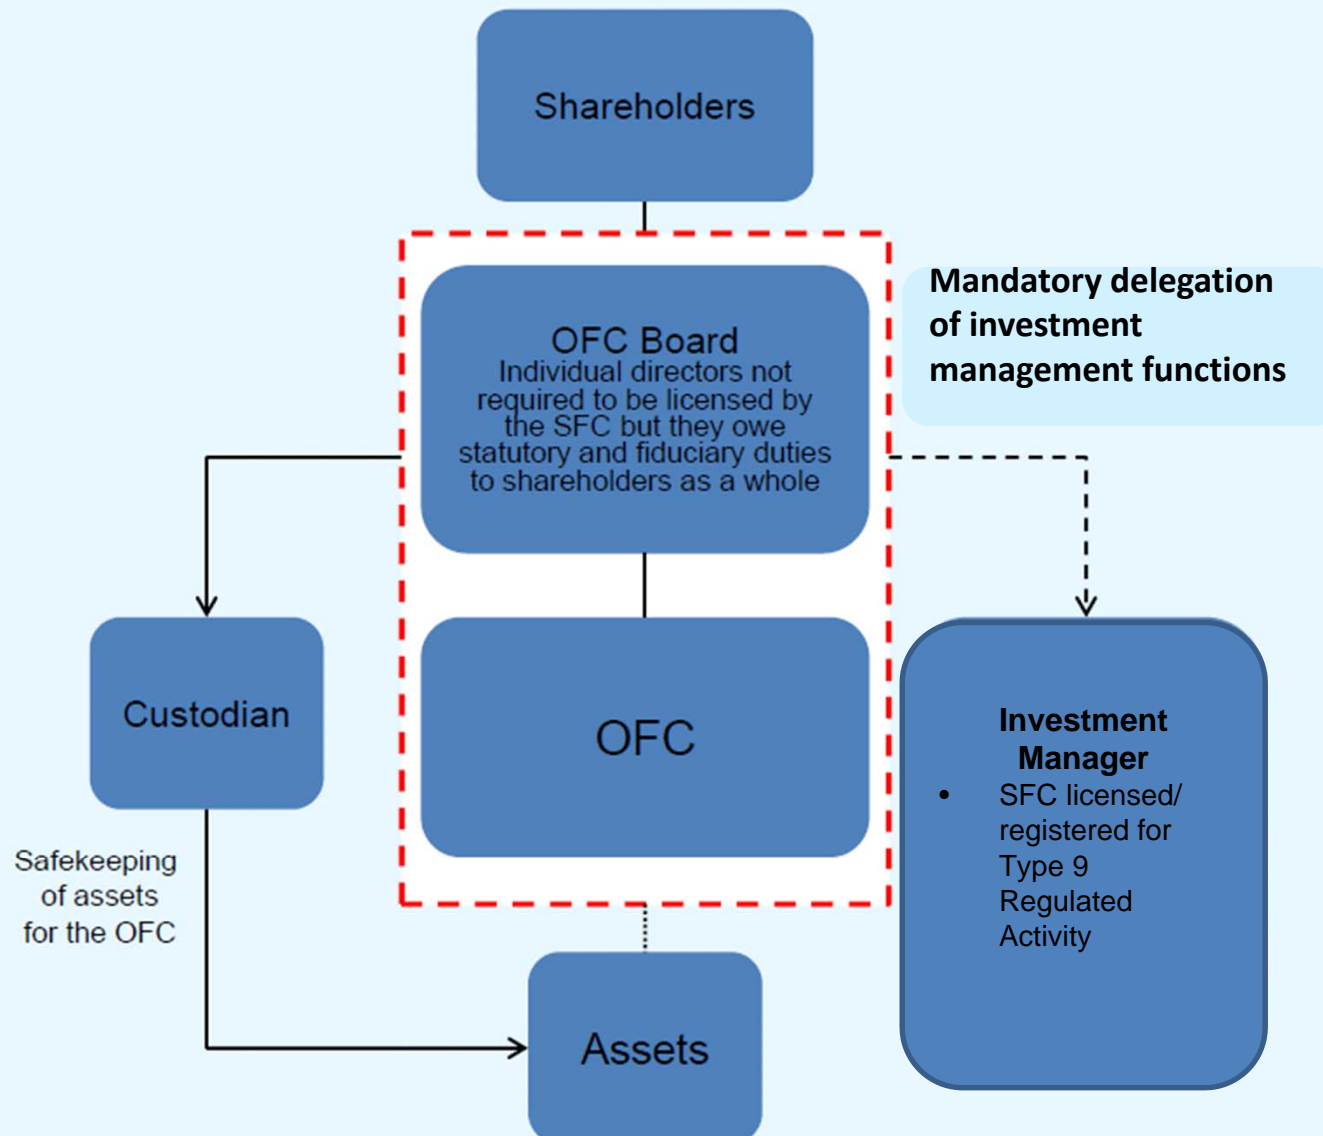 Shareholders
Mandatory delegation
of investment
management functions
OFC Board
Individual directors not
required to be licensed by
the SFC but they owe
statutory and fiduciary duties
to shareholders as a whole
Custodian
OFC
Investment
Manager
• SFC licensed/
registered for
Type 9
Regulated
Activity
Safekeeping
of assets
for the OFC
Assets